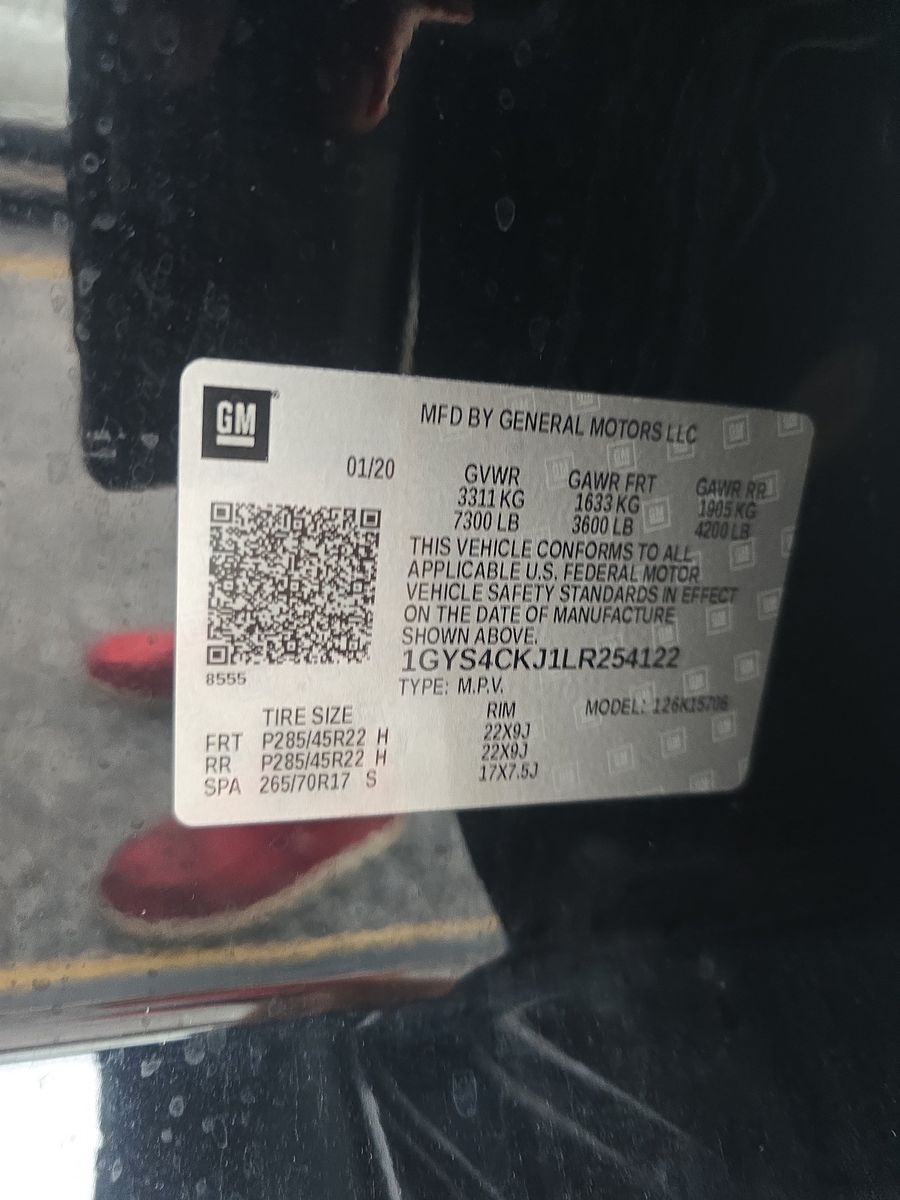 GM
MFD BY GENERAL MOTORS LLC
01/20
GVWR GAWR FRT GAWR RR
3311 KG 1633 KG 1905 KG
7300 LB 3600 LB 4200 LB
THIS VEHICLE CONFORMS TO ALL
APPLICABLE U.S. FEDERAL MOTOR
VEHICLE SAFETY STANDARDS IN EFFECT
ON THE DATE OF MANUFACTURE
SHOWN ABOVE.
1GYS4CKJ1LR254122
8555
TYPE: M.P.V. MODEL: 126K15706
TIRE SIZE RIM
FRT P285/45R22 H 22X9J
RR P285/45R22 H 22X9J
SPA 265/70R17 S 17X7.5J